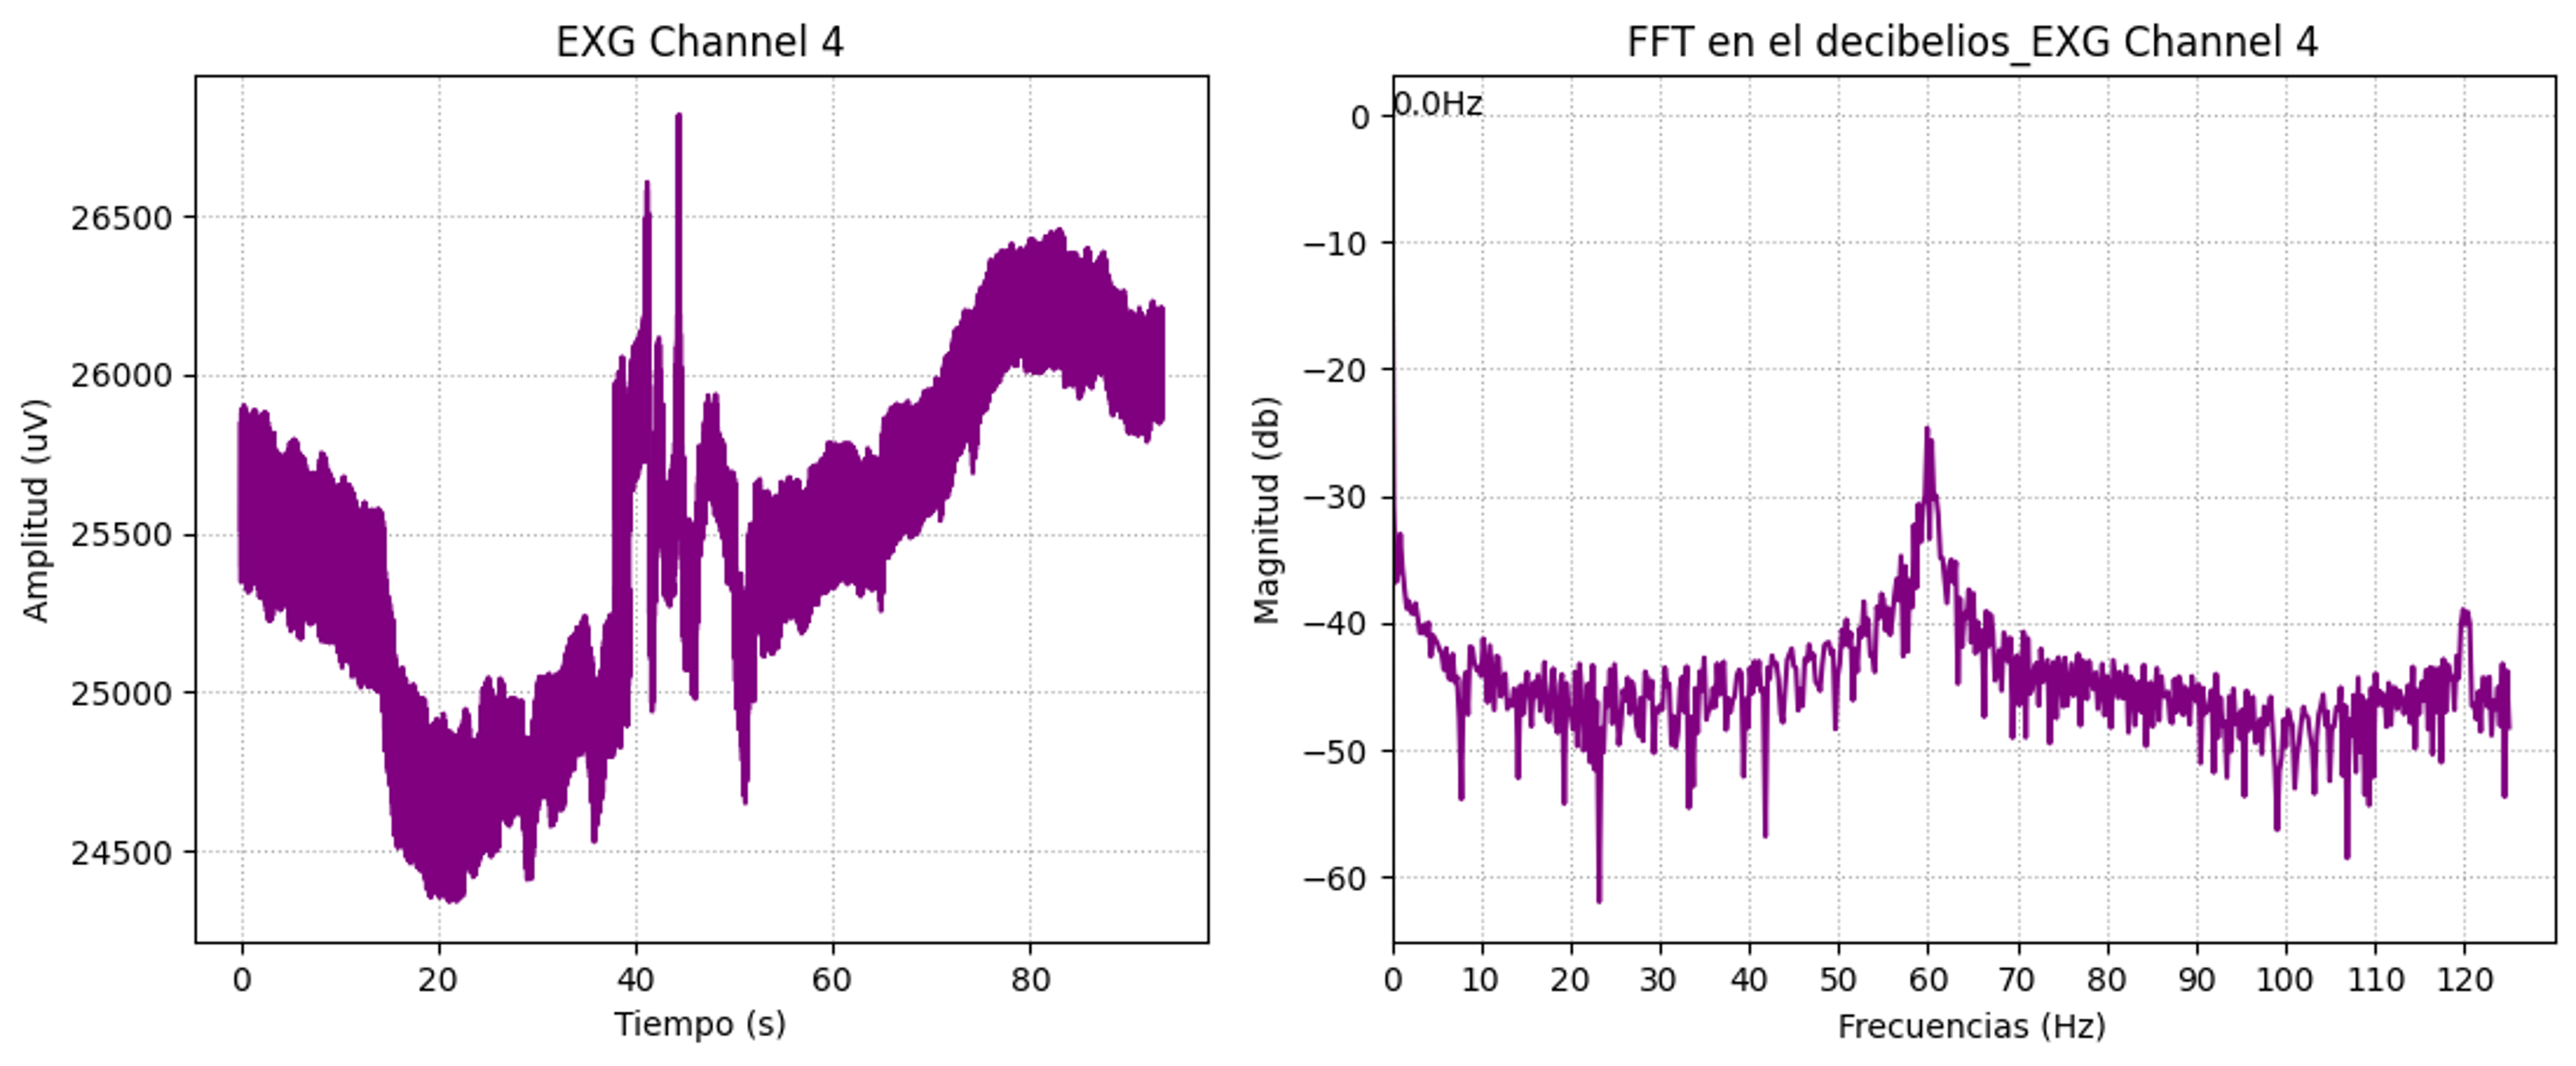 EXG Channel 4
26500
26000
25500
25000
24500
Amplitud (uV)
0 20 40 60 80
Tiempo (s)
FFT en el decibelios_EXG Channel 4
0.0Hz
0
−10
−20
−30
−40
−50
−60
Magnitud (db)
0 10 20 30 40 50 60 70 80 90 100 110 120
Frecuencias (Hz)